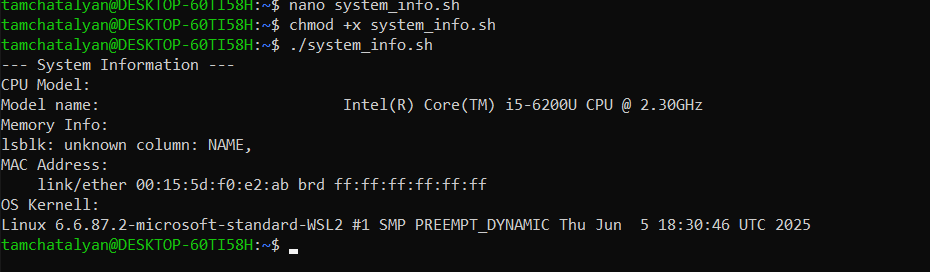 tamchatalyan@DESKTOP-60TI58H:~$ nano system_info.sh
tamchatalyan@DESKTOP-60TI58H:~$ chmod +x system_info.sh
tamchatalyan@DESKTOP-60TI58H:~$ ./system_info.sh
--- System Information ---
CPU Model:
Model name:                           Intel(R) Core(TM) i5-6200U CPU @ 2.30GHz
Memory Info:
lsblk: unknown column: NAME,
MAC Address:
    link/ether 00:15:5d:f0:e2:ab brd ff:ff:ff:ff:ff:ff
OS Kernell:
Linux 6.6.87.2-microsoft-standard-WSL2 #1 SMP PREEMPT_DYNAMIC Thu Jun  5 18:30:46 UTC 2025
tamchatalyan@DESKTOP-60TI58H:~$